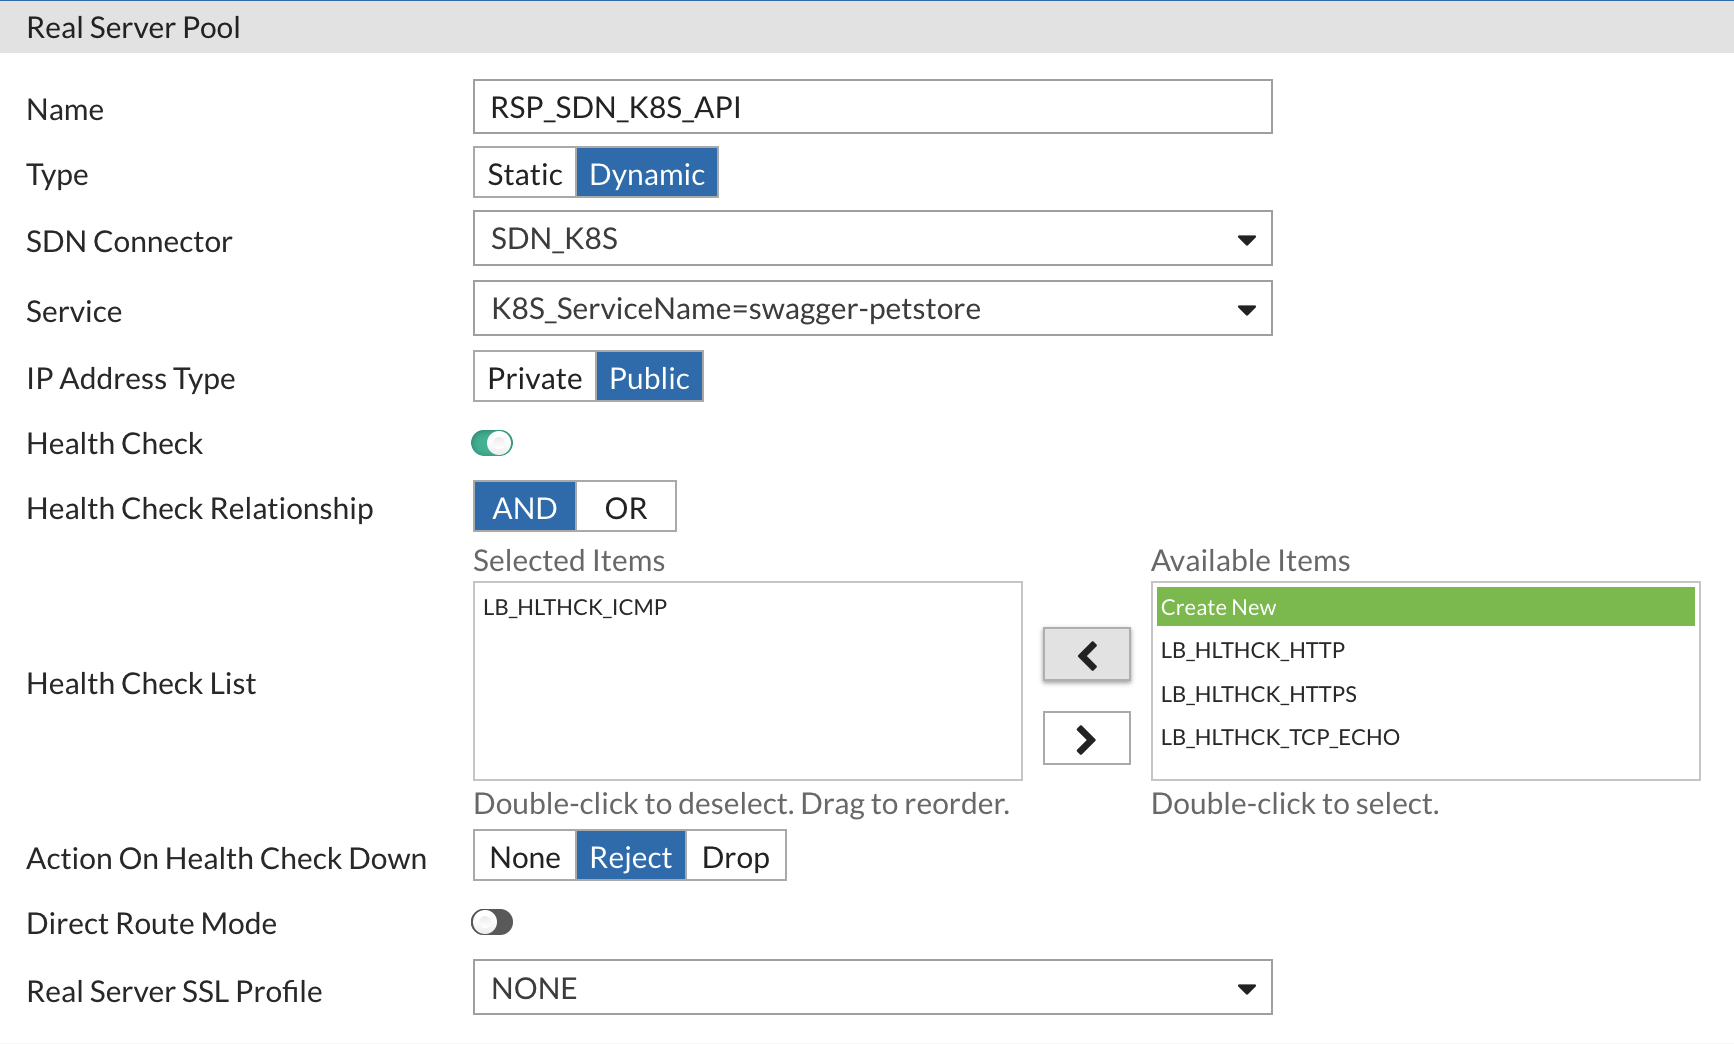 Real Server Pool
Name
RSP_SDN_K8S_API
Type
Static Dynamic
SDN Connector
SDN_K8S
Service
K8S_ServiceName=swagger-petstore
IP Address Type
Private Public
Health Check
Health Check Relationship
AND OR
Health Check List
Selected Items
LB_HLTHCK_ICMP
Double-click to deselect. Drag to reorder.
Available Items
Create New
LB_HLTHCK_HTTP
LB_HLTHCK_HTTPS
LB_HLTHCK_TCP_ECHO
Double-click to select.
Action On Health Check Down
None Reject Drop
Direct Route Mode
Real Server SSL Profile
NONE